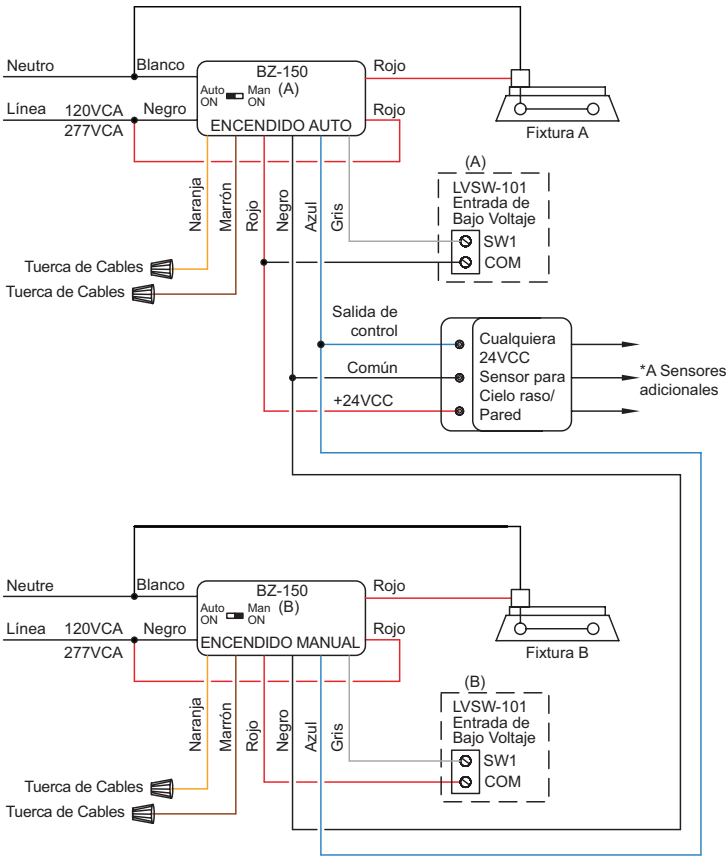 Neutro
Blanco
BZ-150
(A)
Auto ON
Man ON
Rojo
Línea
120VCA
277VCA
Negro
ENCENDIDO AUTO
Rojo
Fixtura A
Naranja
Marrón
Rojo
Negro
Azul
Gris
(A)
LVSW-101
Entrada de
Bajo Voltaje
SW1
COM
Tuerca de Cables
Tuerca de Cables
Salida de
control
Común
+24VCC
Cualquiera
24VCC
Sensor para
Cielo raso/
Pared
*A Sensores
adicionales
Neutre
Blanco
BZ-150
(B)
Auto ON
Man ON
Rojo
Línea
120VCA
277VCA
Negro
ENCENDIDO MANUAL
Rojo
Fixtura B
Naranja
Marrón
Rojo
Negro
Azul
Gris
(B)
LVSW-101
Entrada de
Bajo Voltaje
SW1
COM
Tuerca de Cables
Tuerca de Cables